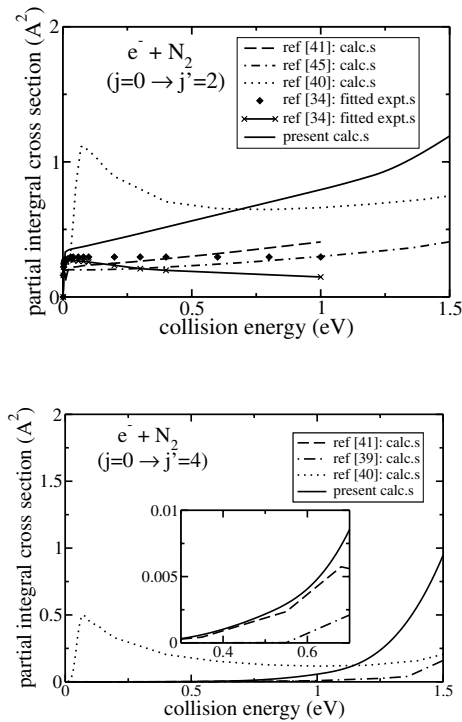 partial intergral cross section (A²)
2
1
0
e⁻ + N₂
(j=0 → j'=2)
ref [41]: calc.s
ref [45]: calc.s
ref [40]: calc.s
ref [34]: fitted expt.s
ref [34]: fitted expt.s
present calc.s
0 0.5 1 1.5
collision energy (eV)
partial integral cross section (A²)
2
1.5
1
0.5
0
e⁻ + N₂
(j=0 → j'=4)
ref [41]: calc.s
ref [39]: calc.s
ref [40]: calc.s
present calc.s
0.01
0.005
0
0.4 0.6
0 0.5 1 1.5
collision energy (eV)